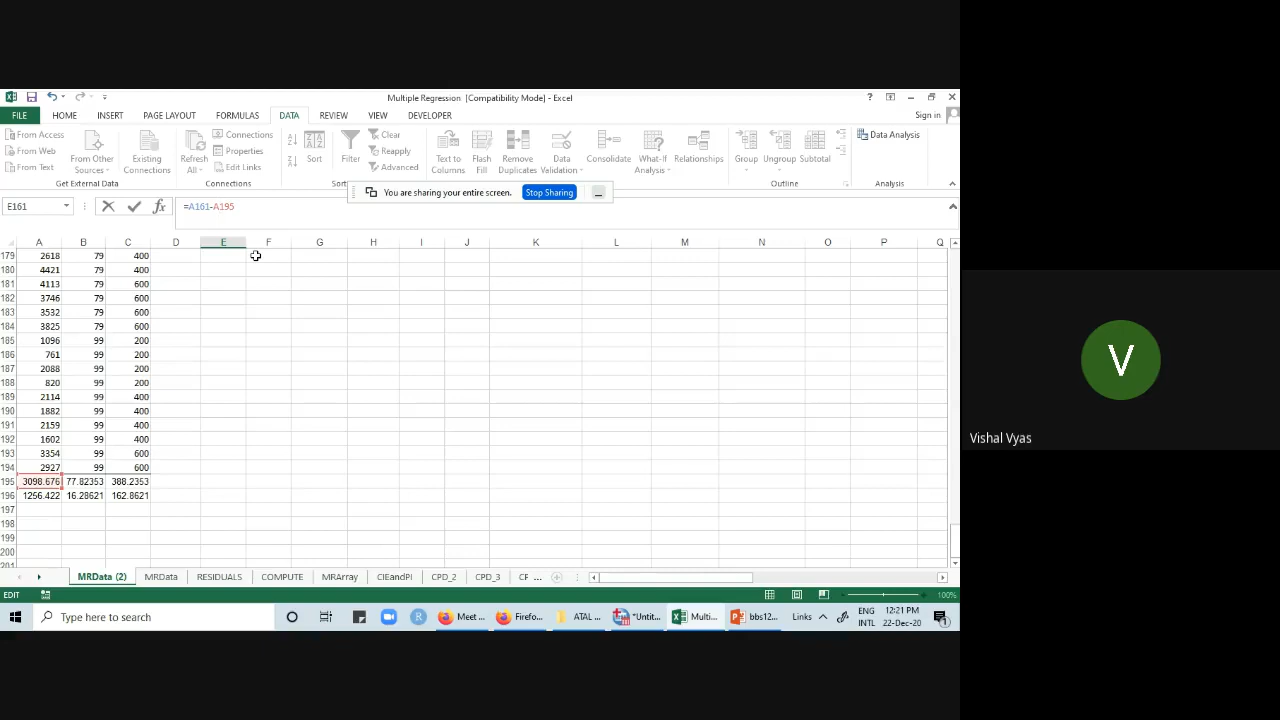 Multiple Regression [Compatibility Mode] - Excel
?
FILE HOME INSERT PAGE LAYOUT FORMULAS DATA REVIEW VIEW DEVELOPER Sign in
From Access
From Web
From Text
From Other Sources
Existing Connections
Get External Data
Refresh All
Connections
Properties
Edit Links
Connections
Sort
Filter
Clear
Reapply
Advanced
Text to Columns
Flash Fill
Remove Duplicates
Data Validation
Consolidate
What-If Analysis
Relationships
Group
Ungroup
Subtotal
Outline
Data Analysis
Analysis
You are sharing your entire screen. Stop Sharing
E161 fx =A161-A195
A B C D E F G H I J K L M N O P Q
179 2618 79 400
180 4421 79 400
181 4113 79 600
182 3746 79 600
183 3532 79 600
184 3825 79 600
185 1096 99 200
186 761 99 200
187 2088 99 200
188 820 99 200
189 2114 99 400
190 1882 99 400
191 2159 99 400
192 1602 99 400
193 3354 99 600
194 2927 99 600
195 3098.676 77.82353 388.2353
196 1256.422 16.28621 162.8621
197
198
199
200
201
MRData (2) MRData RESIDUALS COMPUTE MRArray CIEandPI CPD_2 CPD_3 CF ...
EDIT 100%
Type here to search
Meet ... Firefo... ATAL ... *Untit... Multi... bbs12... Links
ENG INTL
12:21 PM
22-Dec-20
1
V
Vishal Vyas